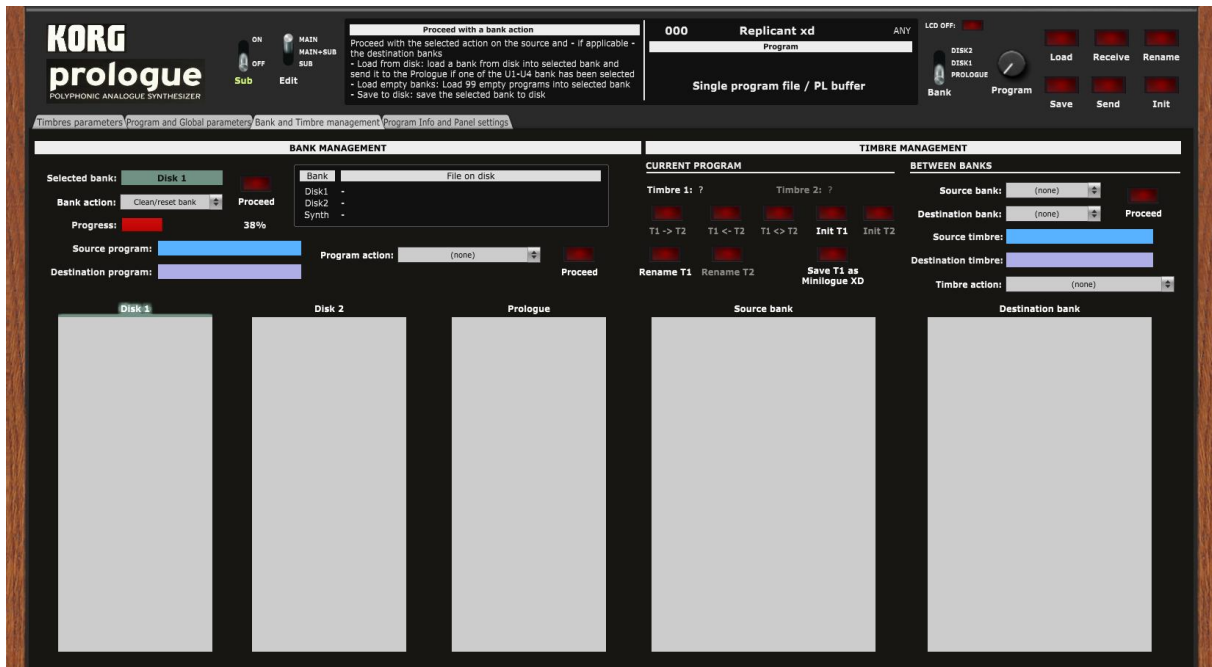 KORG
prologue
POLYPHONIC ANALOGUE SYNTHESIZER
ON
OFF
Sub
MAIN
MAIN+SUB
SUB
Edit
Proceed with a bank action
Proceed with the selected action on the source and - if applicable -
the destination banks
- Load from disk: load a bank from disk into selected bank and
send it to the Prologue if one of the U1-U4 bank has been selected
- Load empty banks: Load 99 empty programs into selected bank
- Save to disk: save the selected bank to disk
000 Replicant xd ANY
Program
Single program file / PL buffer
LCD OFF:
DISK2
DISK1
PROLOGUE
Bank
Program
Load Receive Rename
Save Send Init
Timbres parameters Program and Global parameters Bank and Timbre management Program Info and Panel settings
BANK MANAGEMENT
Selected bank: Disk 1
Bank action: Clean/reset bank Proceed
Progress: 38%
Source program:
Destination program:
Bank File on disk
Disk1 -
Disk2 -
Synth -
Program action: (none)
Proceed
Disk 1 Disk 2 Prologue
TIMBRE MANAGEMENT
CURRENT PROGRAM
Timbre 1: ? Timbre 2: ?
T1 -> T2 T1 <- T2 T1 <> T2 Init T1 Init T2
Rename T1 Rename T2 Save T1 as
Minilogue XD
BETWEEN BANKS
Source bank: (none)
Destination bank: (none) Proceed
Source timbre:
Destination timbre:
Timbre action: (none)
Source bank Destination bank